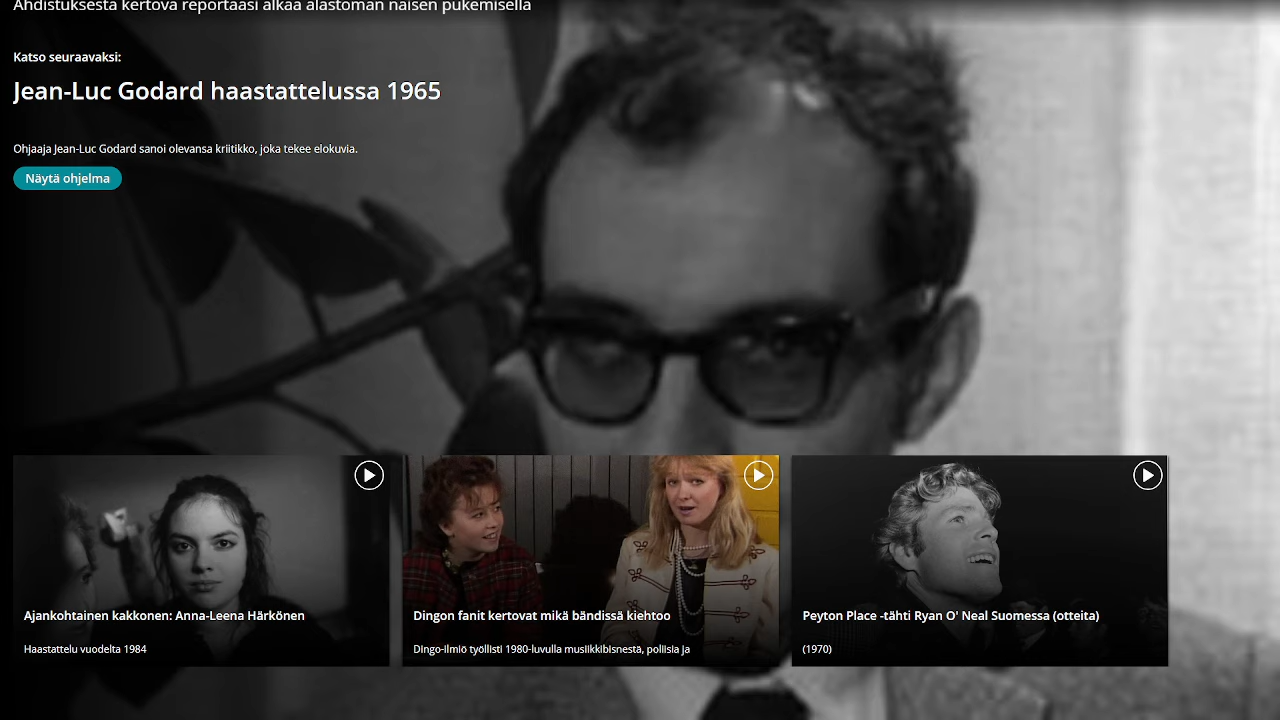 Ahdistuksesta kertova reportaasi alkaa alastoman naisen pukemisella
Katso seuraavaksi:
Jean-Luc Godard haastattelussa 1965
Ohjaaja Jean-Luc Godard sanoi olevansa kriitikko, joka tekee elokuvia.
Näytä ohjelma
Ajankohtainen kakkonen: Anna-Leena Härkönen
Haastattelu vuodelta 1984
Dingon fanit kertovat mikä bändissä kiehtoo
Dingo-ilmiö työllisti 1980-luvulla musiikkibisnestä, poliisia ja
Peyton Place -tähti Ryan O' Neal Suomessa (otteita)
(1970)